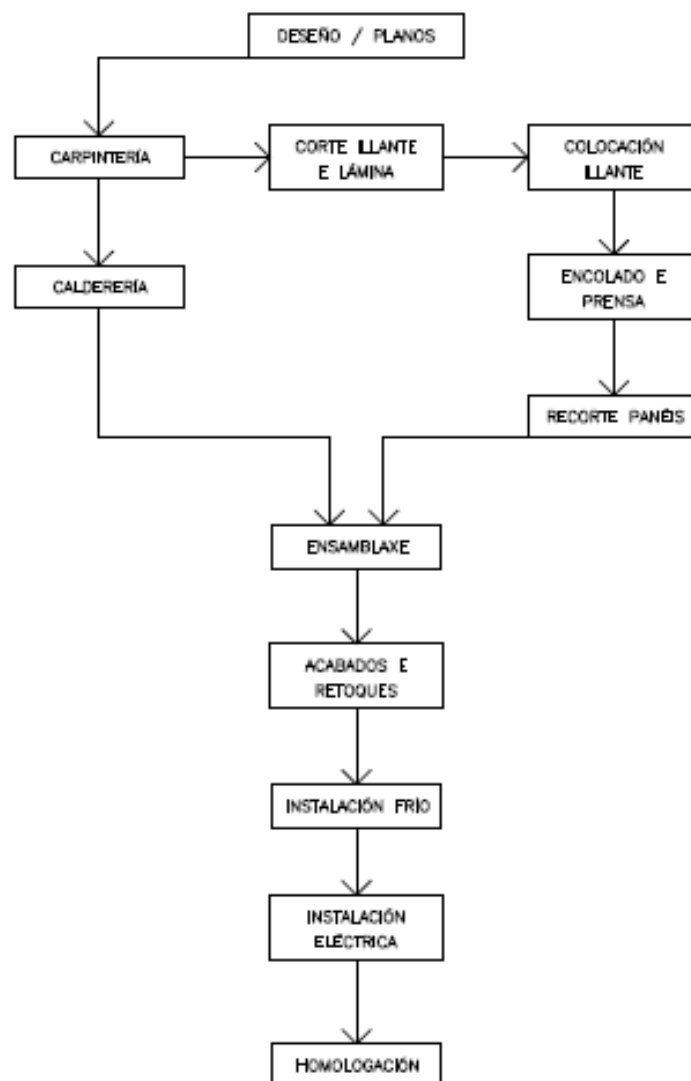 DESEÑO / PLANOS
CARPINTERÍA
CORTE ILLANTE
E LÁMINA
COLOCACIÓN
ILLANTE
CALDERERÍA
ENCOLADO E
PRENSA
RECORTE PANÉIS
ENSAMBLAXE
ACABADOS E
RETOQUES
INSTALACIÓN FRÍO
INSTALACIÓN
ELÉCTRICA
HOMOLOGACIÓN